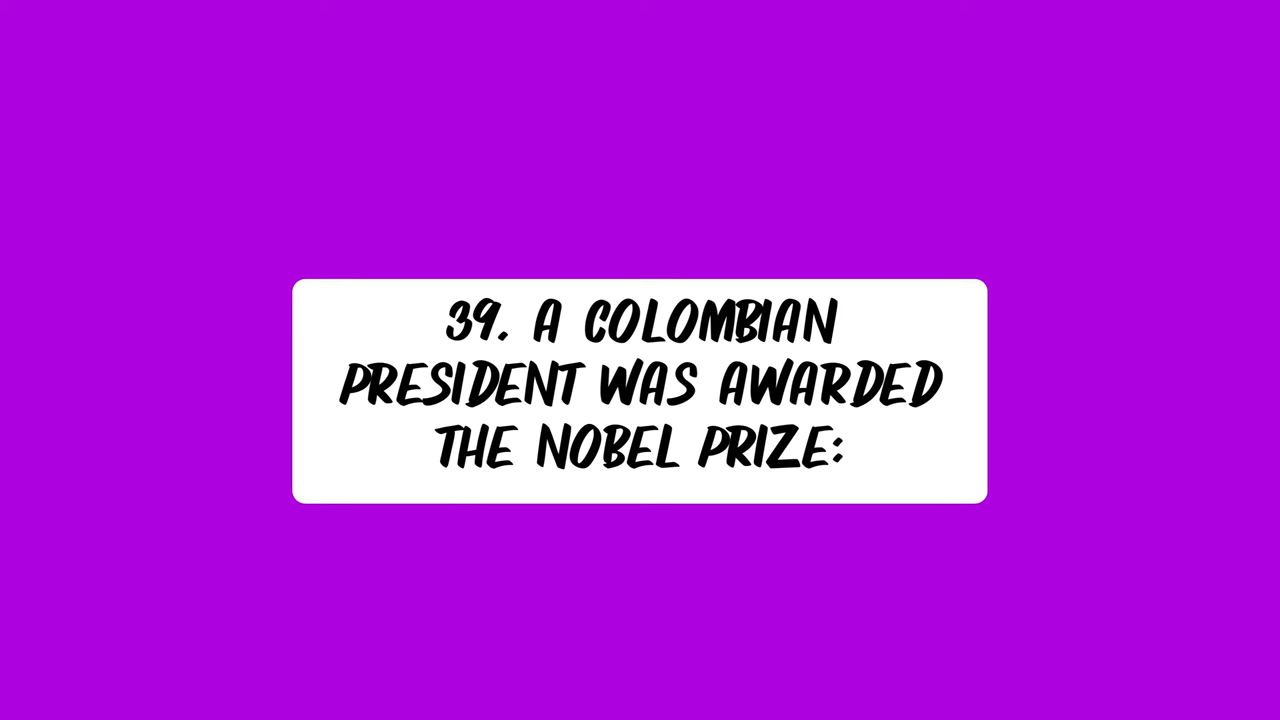 39. A COLOMBIAN
PRESIDENT WAS AWARDED
THE NOBEL PRIZE: